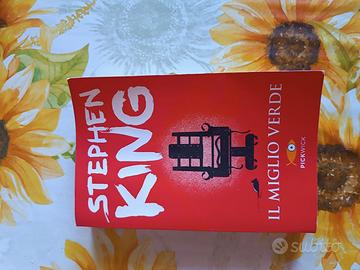 STEPHEN
KING
IL MIGLIO VERDE
PICKWICK
subito